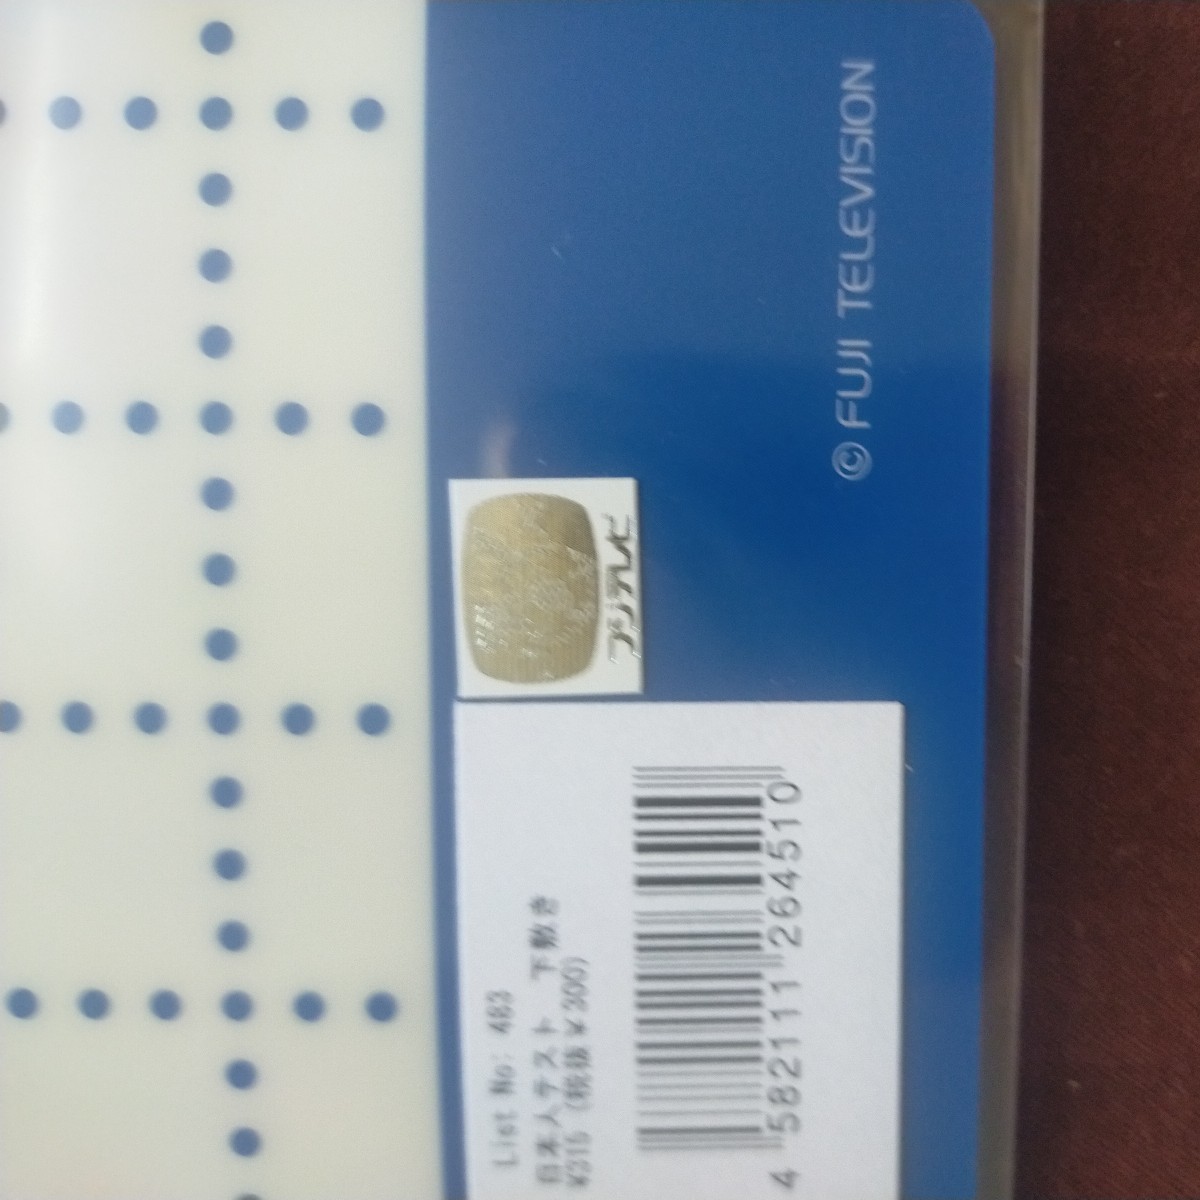 © FUJI TELEVISION
フジテレビ
List No: 483
日本人テスト 下敷き
¥315 (税抜¥300)
4 582111 264510